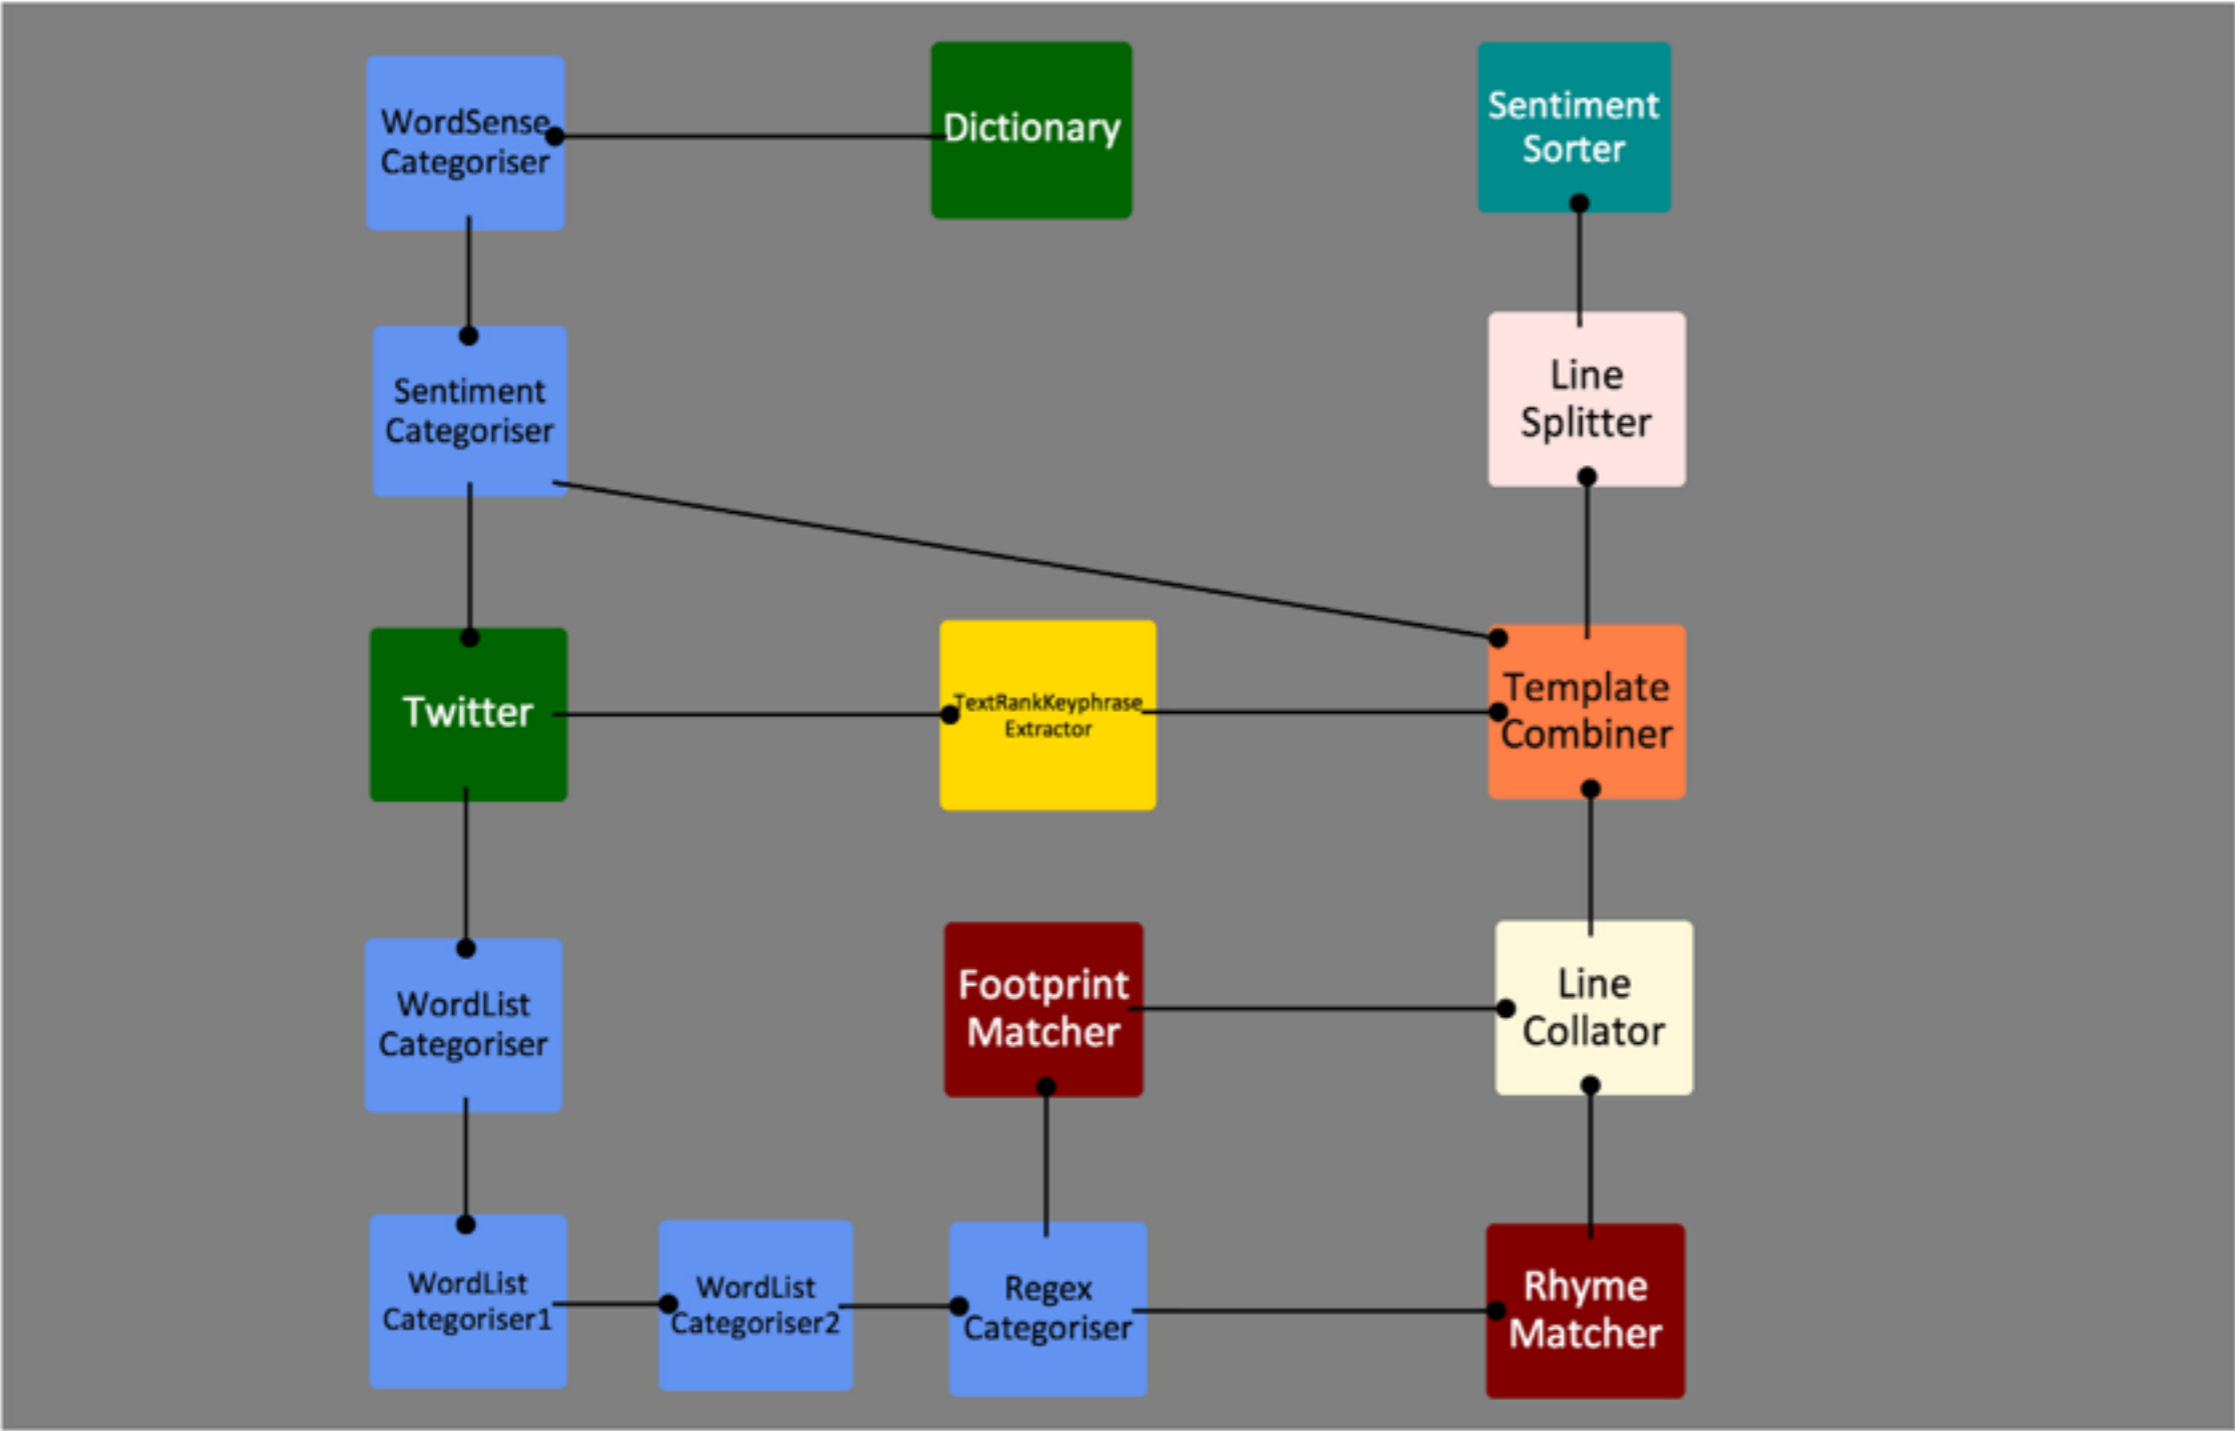 WordSense
Categoriser
Dictionary
Sentiment
Sorter
Sentiment
Categoriser
Line
Splitter
Twitter
TextRankKeyphrase
Extractor
Template
Combiner
WordList
Categoriser
Footprint
Matcher
Line
Collator
WordList
Categoriser1
WordList
Categoriser2
Regex
Categoriser
Rhyme
Matcher